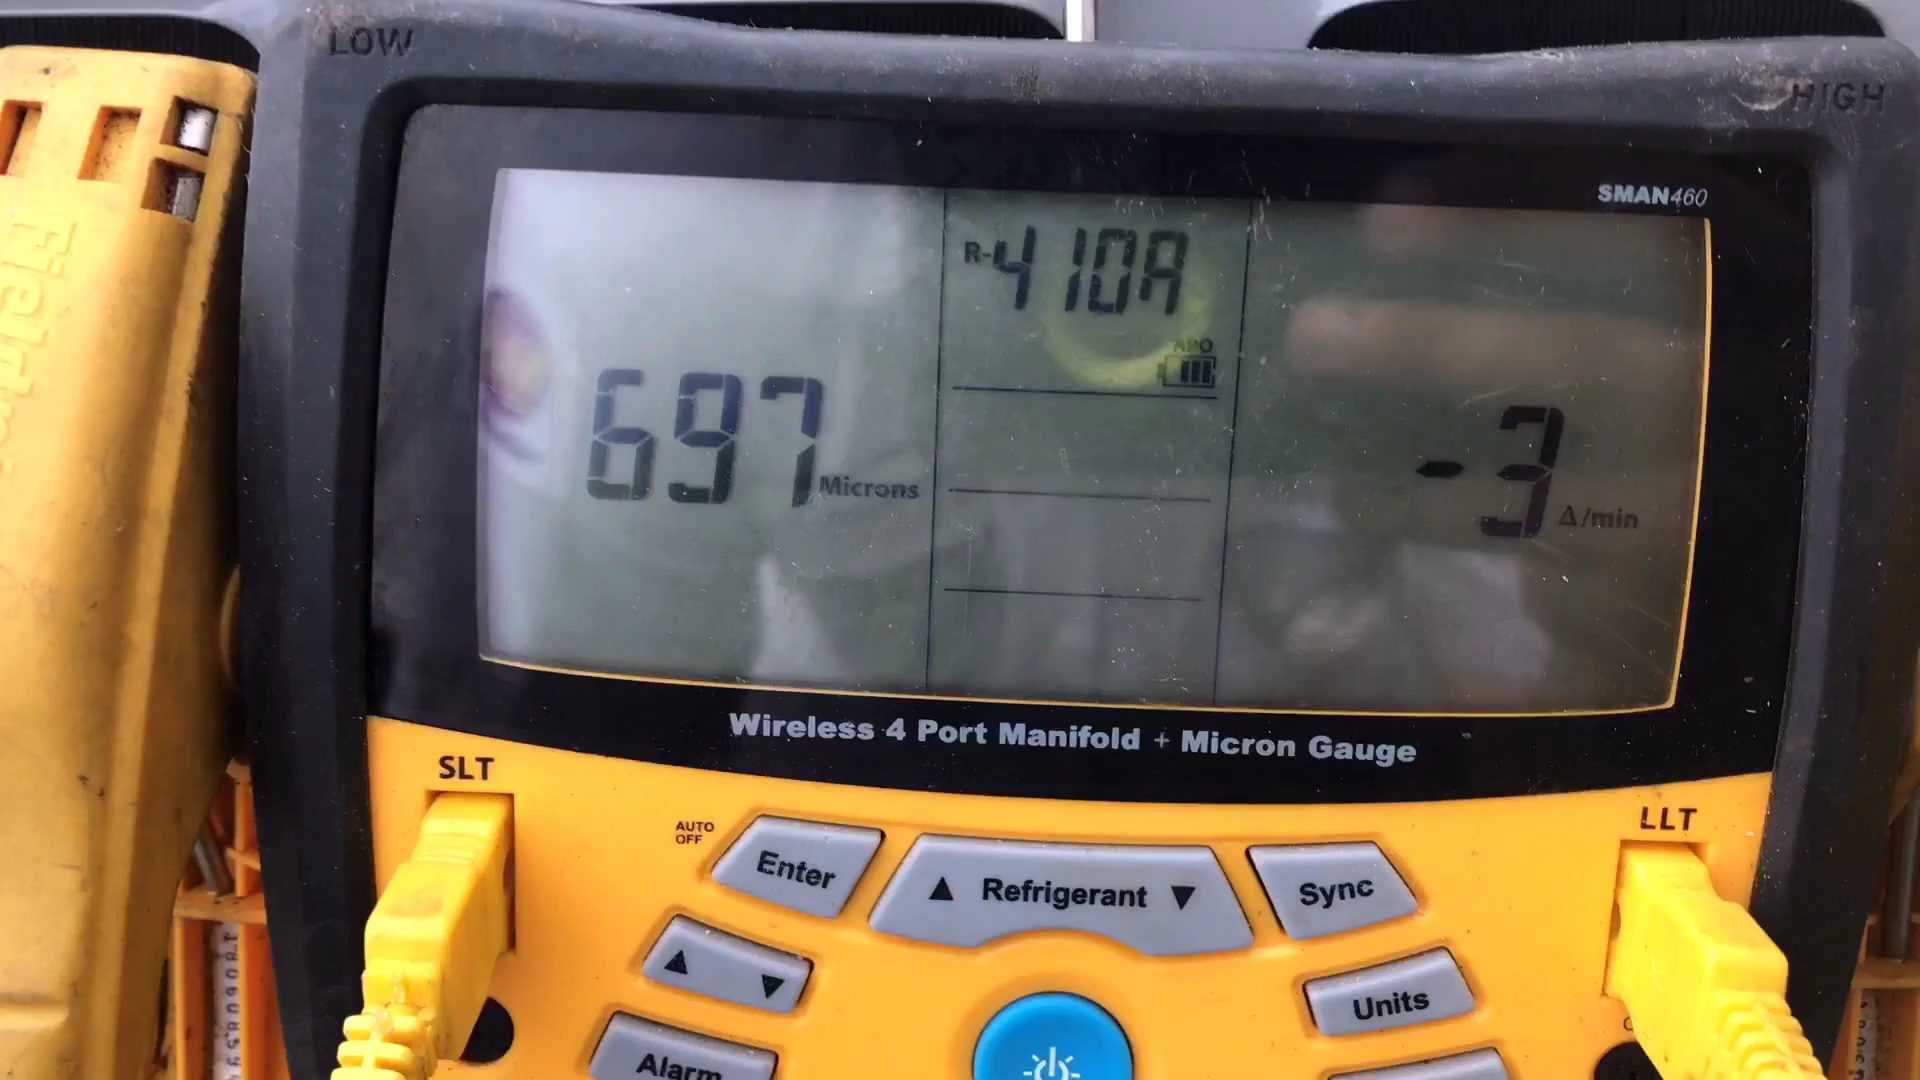 LOW
HIGH
SMAN460
R-410A
APO
697 Microns
-3 Δ/min
Wireless 4 Port Manifold + Micron Gauge
SLT
LLT
AUTO
OFF
Enter
▲ Refrigerant ▼
Sync
▲ ▼
Units
Alarm